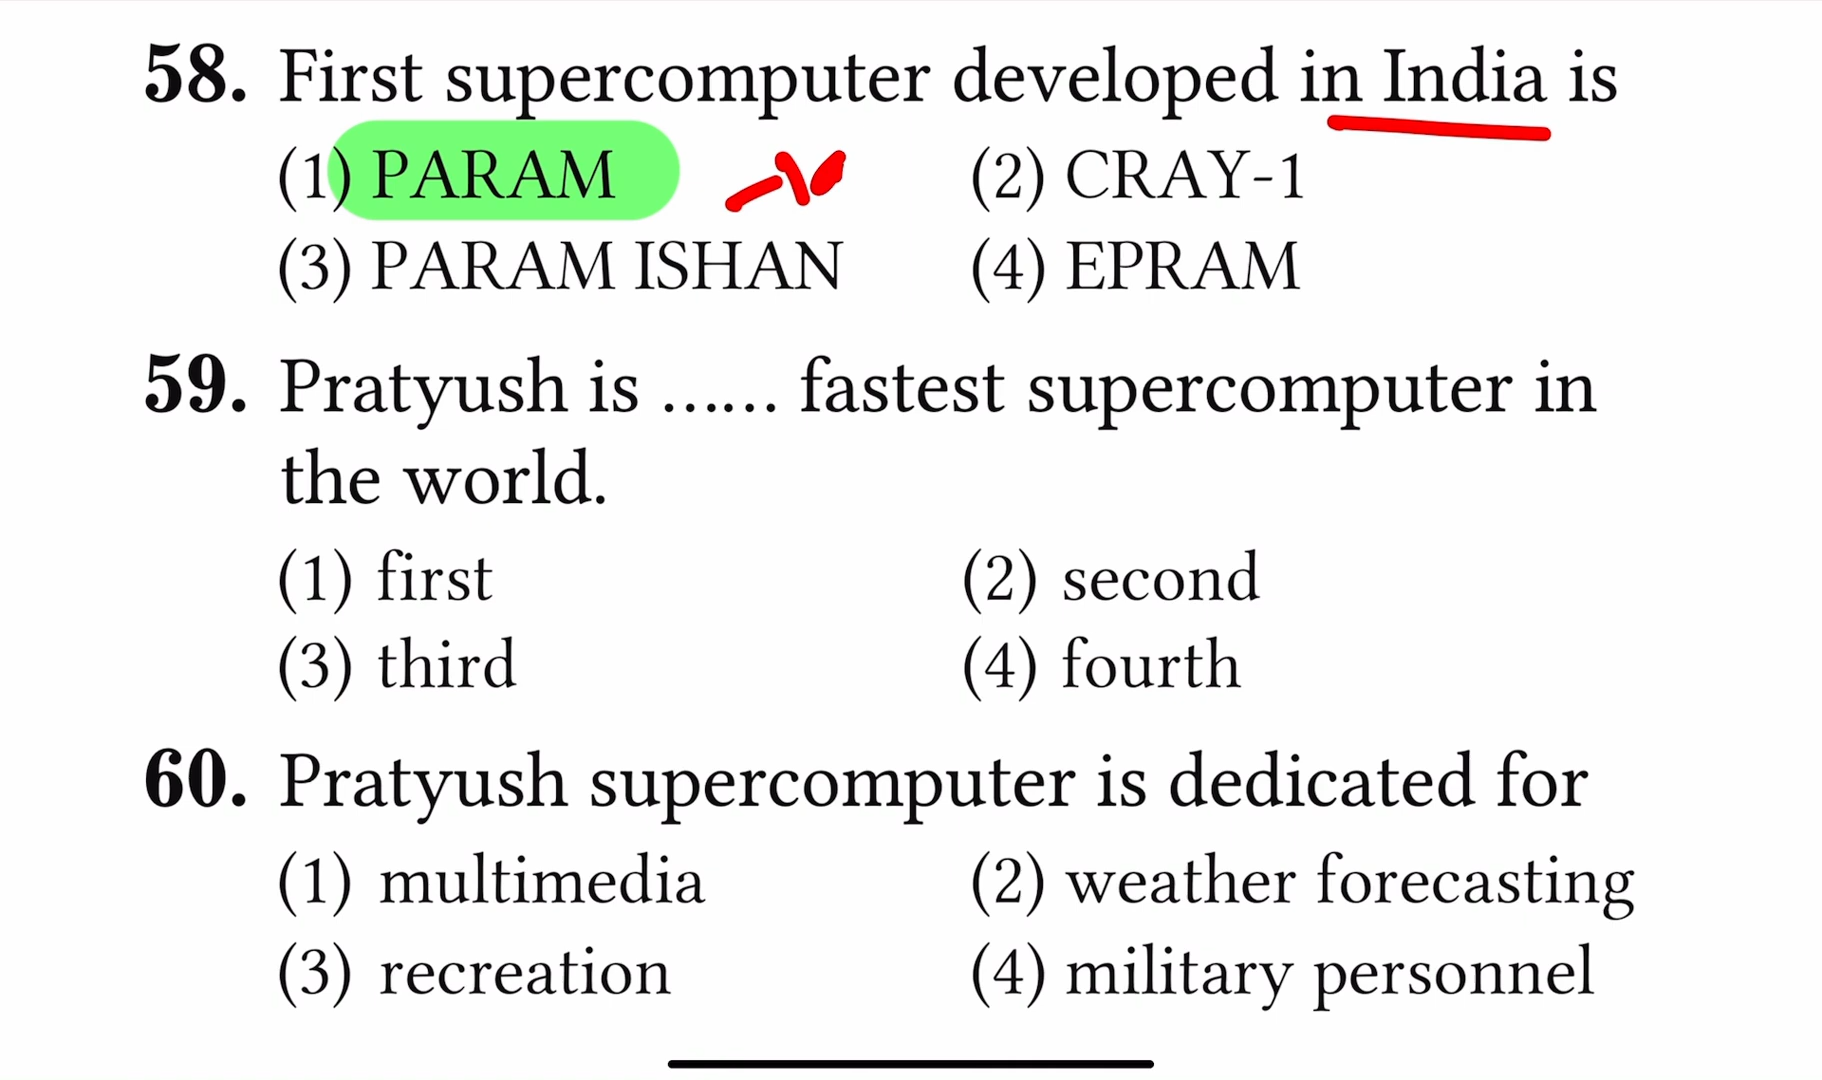 58. First supercomputer developed in India is
(1) PARAM (2) CRAY-1
(3) PARAM ISHAN (4) EPRAM
59. Pratyush is ...... fastest supercomputer in
the world.
(1) first (2) second
(3) third (4) fourth
60. Pratyush supercomputer is dedicated for
(1) multimedia (2) weather forecasting
(3) recreation (4) military personnel